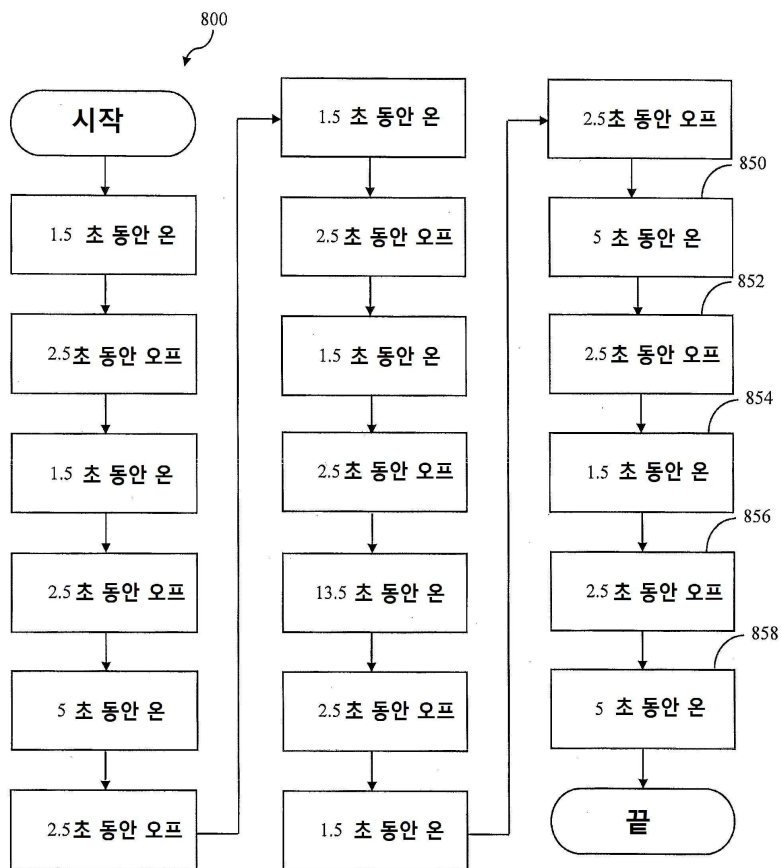 800
시작
1.5 초 동안 온
2.5초 동안 오프
1.5 초 동안 온
2.5초 동안 오프
5 초 동안 온
2.5초 동안 오프
1.5 초 동안 온
2.5초 동안 오프
1.5 초 동안 온
2.5초 동안 오프
13.5초 동안 온
2.5초 동안 오프
1.5 초 동안 온
2.5초 동안 오프
850
5 초 동안 온
852
2.5초 동안 오프
854
1.5 초 동안 온
856
2.5초 동안 오프
858
5 초 동안 온
끝